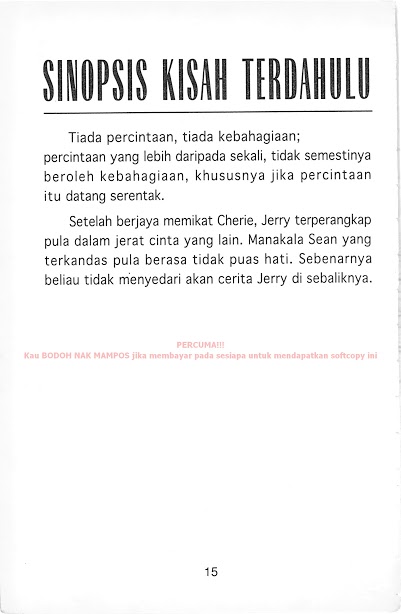 SINOPSIS KISAH TERDAHULU
Tiada percintaan, tiada kebahagiaan;
percintaan yang lebih daripada sekali, tidak semestinya
beroleh kebahagiaan, khususnya jika percintaan
itu datang serentak.
Setelah berjaya memikat Cherie, Jerry terperangkap
pula dalam jerat cinta yang lain. Manakala Sean yang
terkandas pula berasa tidak puas hati. Sebenarnya
beliau tidak menyedari akan cerita Jerry di sebaliknya.
PERCUMA!!!
Kau BODOH NAK MAMPOS jika membayar pada sesiapa untuk mendapatkan softcopy ini
15